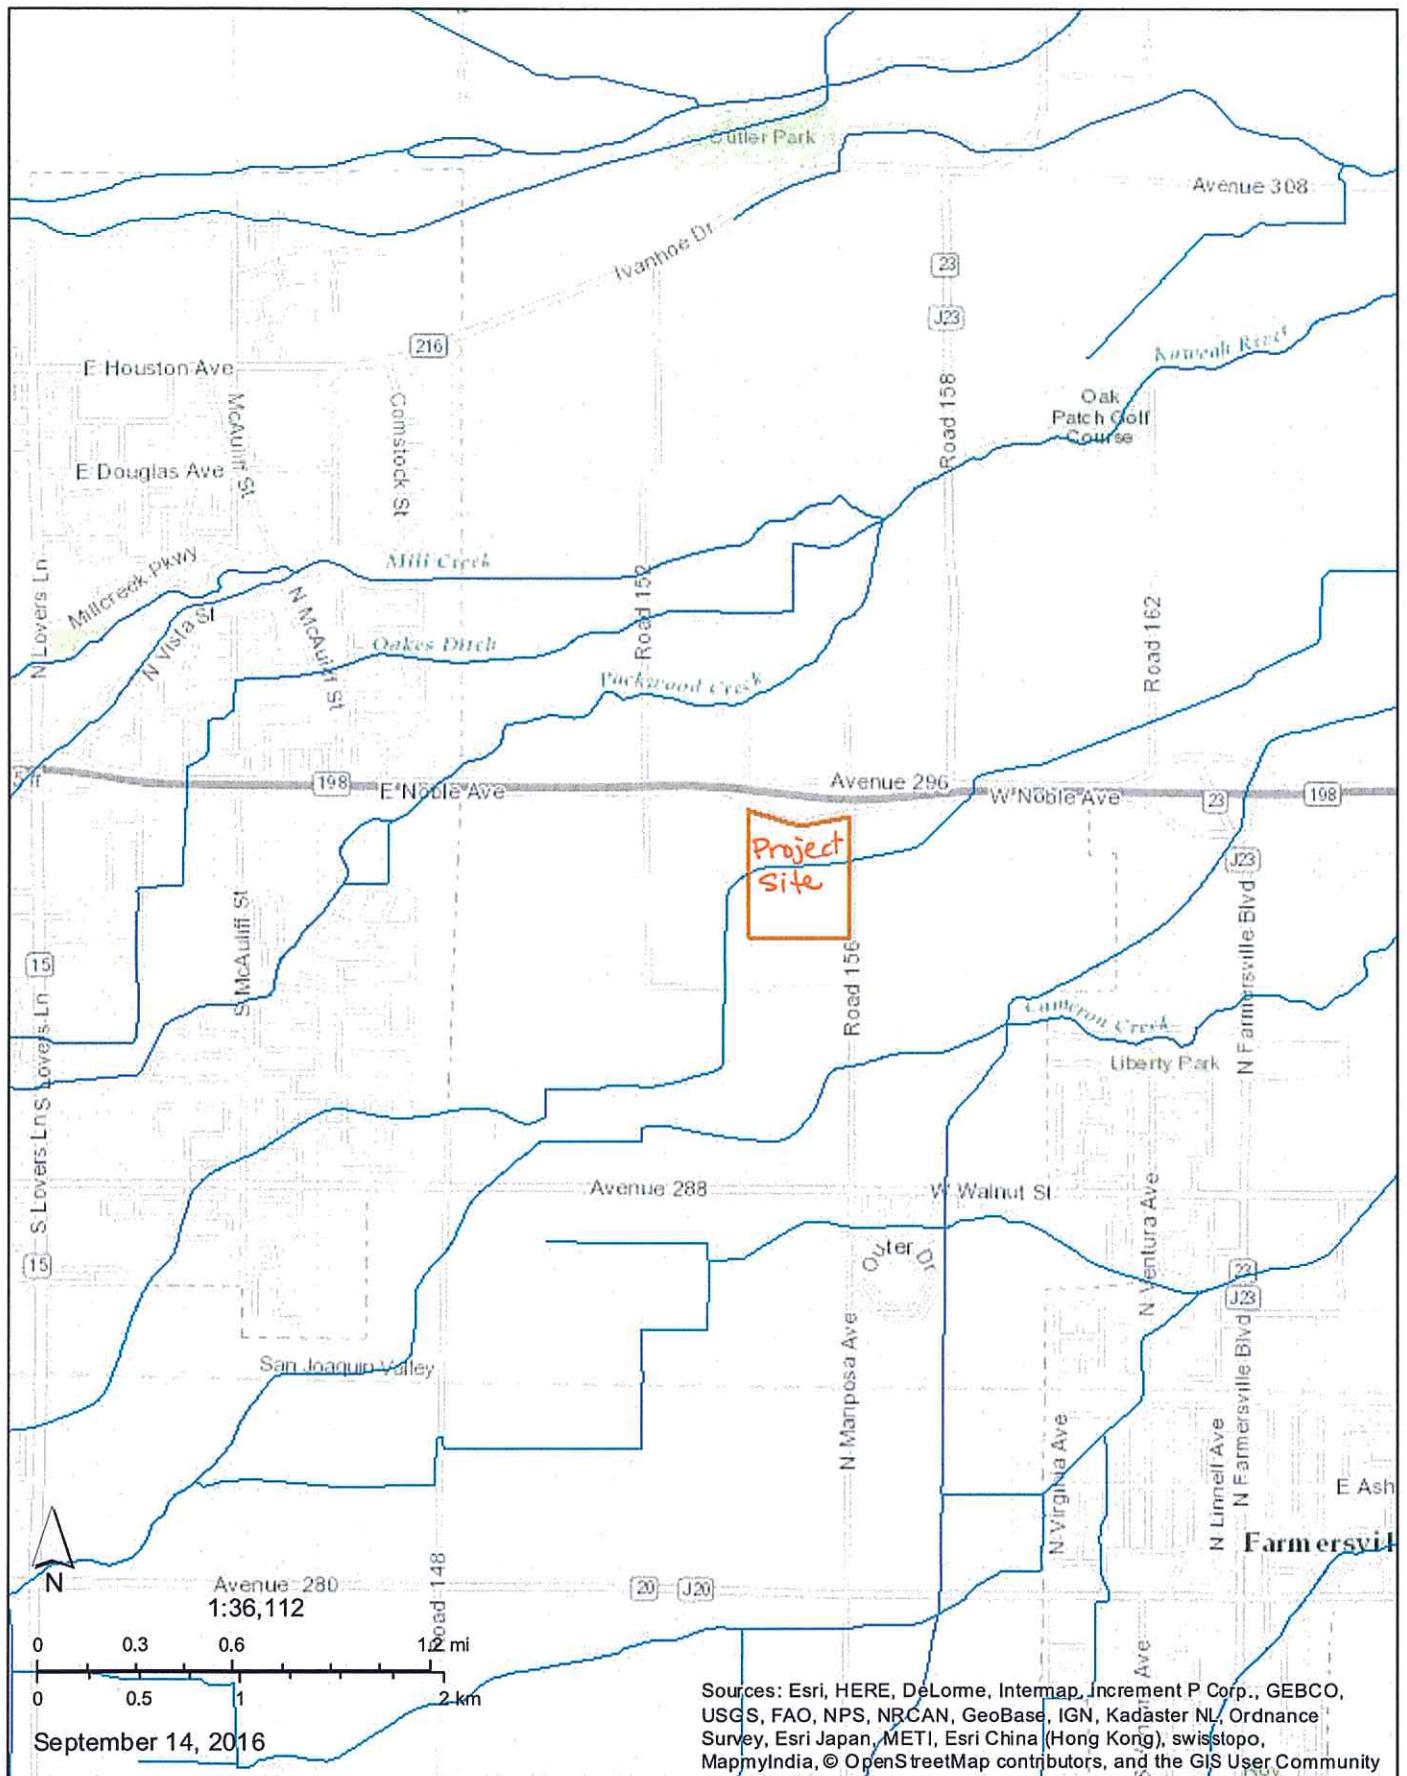 Cutler Park
Avenue 308
Ivanhoe Dr
23
J23
216
E Houston Ave
Kaweah River
McAuliff St
Comstock St
Road 158
Oak
Patch Golf
Course
E Douglas Ave
Mill Creek
Millcreek Pkwy
N Lovers Ln
Road 152
N McAuliff St
N Vista St
Oakes Ditch
Road 162
Packwood Creek
198
E Noble Ave
Avenue 296
W Noble Ave
23
198
Project
Site
J23
S McAuliff St
N Farmersville Blvd
15
Road 156
S Lovers Ln
Cameron Creek
Liberty Park
S Lovers Ln
Avenue 288
W Walnut St
N Ventura Ave
Outer Dr
15
23
J23
N Mariposa Ave
San Joaquin Valley
N Virginia Ave
N Linnell Ave
N Farmersville Blvd
E Ash
Farmersvil
N
Avenue 280
Road 148
20
J20
1:36,112
0 0.3 0.6 1.2 mi
0 0.5 1 2 km
September 14, 2016
Sources: Esri, HERE, DeLorme, Intermap, Increment P Corp., GEBCO,
USGS, FAO, NPS, NRCAN, GeoBase, IGN, Kadaster NL, Ordnance
Survey, Esri Japan, METI, Esri China (Hong Kong), swisstopo,
MapmyIndia, © OpenStreetMap contributors, and the GIS User Community